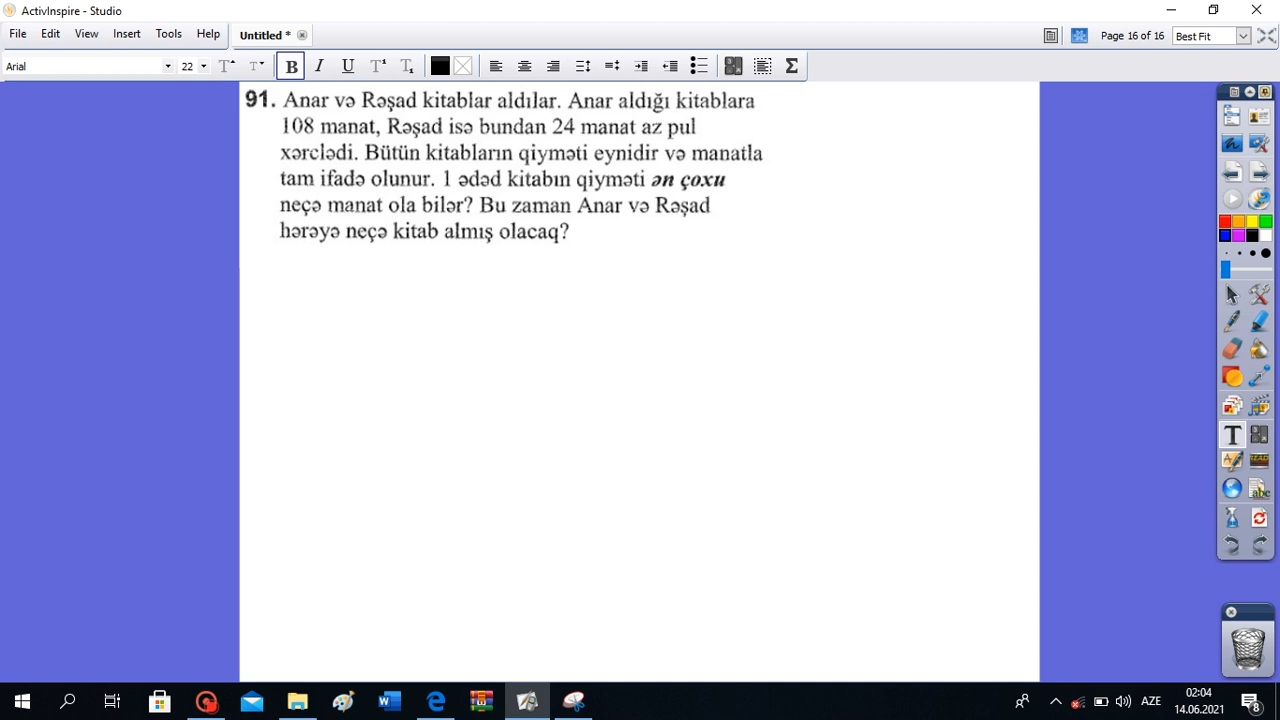 ActivInspire - Studio
File Edit View Insert Tools Help Untitled * Page 16 of 16 Best Fit
Arial 22 T T B I U T T Σ
91. Anar və Rəşad kitablar aldılar. Anar aldığı kitablara
108 manat, Rəşad isə bundan 24 manat az pul
xərclədi. Bütün kitabların qiyməti eynidir və manatla
tam ifadə olunur. 1 ədəd kitabın qiyməti ən çoxu
neçə manat ola bilər? Bu zaman Anar və Rəşad
hərəyə neçə kitab almış olacaq?
T
abc
AZE
02:04
14.06.2021
8